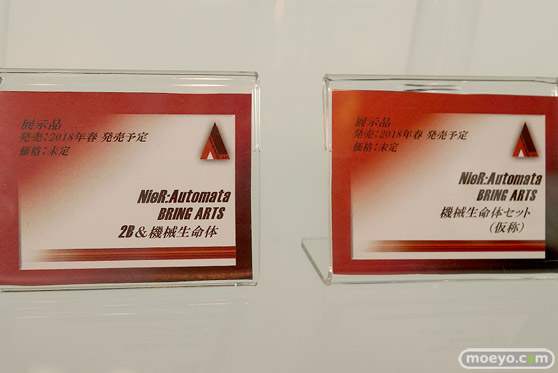 展示品
発売：2018年春 発売予定
価格：未定
NieR:Automata
BRING ARTS
2B＆機械生命体
展示品
発売：2018年春 発売予定
価格：未定
NieR:Automata
BRING ARTS
機械生命体セット
（仮称）
moeyo.com